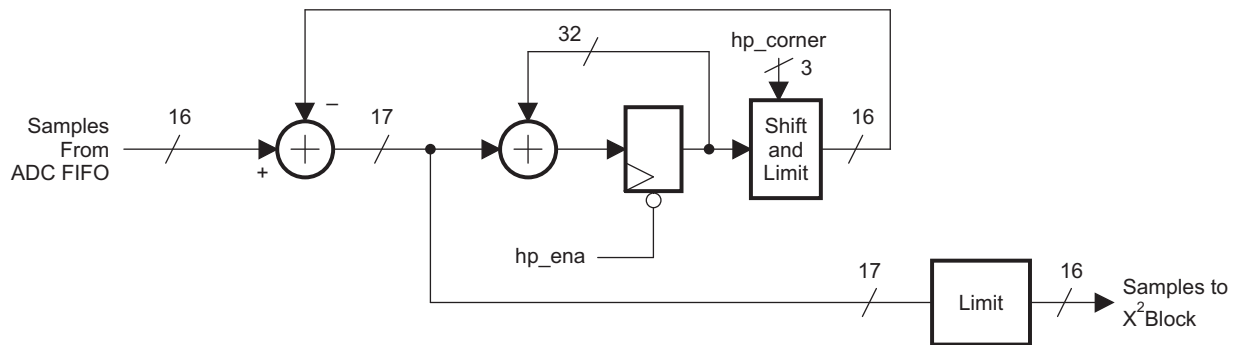 32
hp_corner
3
16
17
16
Samples
From
ADC FIFO
−
+
+
+
Shift
and
Limit
hp_ena
17
16
Limit
Samples to
X²Block